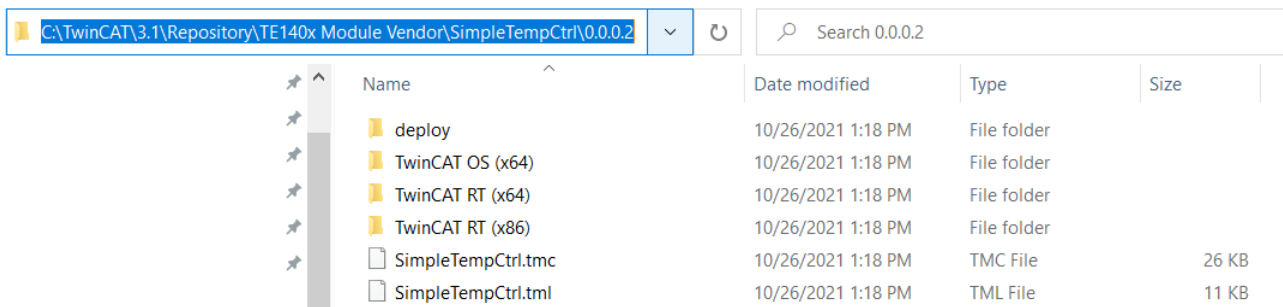 C:\TwinCAT\3.1\Repository\TE140x Module Vendor\SimpleTempCtrl\0.0.0.2 Search 0.0.0.2
Name Date modified Type Size
deploy 10/26/2021 1:18 PM File folder
TwinCAT OS (x64) 10/26/2021 1:18 PM File folder
TwinCAT RT (x64) 10/26/2021 1:18 PM File folder
TwinCAT RT (x86) 10/26/2021 1:18 PM File folder
SimpleTempCtrl.tmc 10/26/2021 1:18 PM TMC File 26 KB
SimpleTempCtrl.tml 10/26/2021 1:18 PM TML File 11 KB